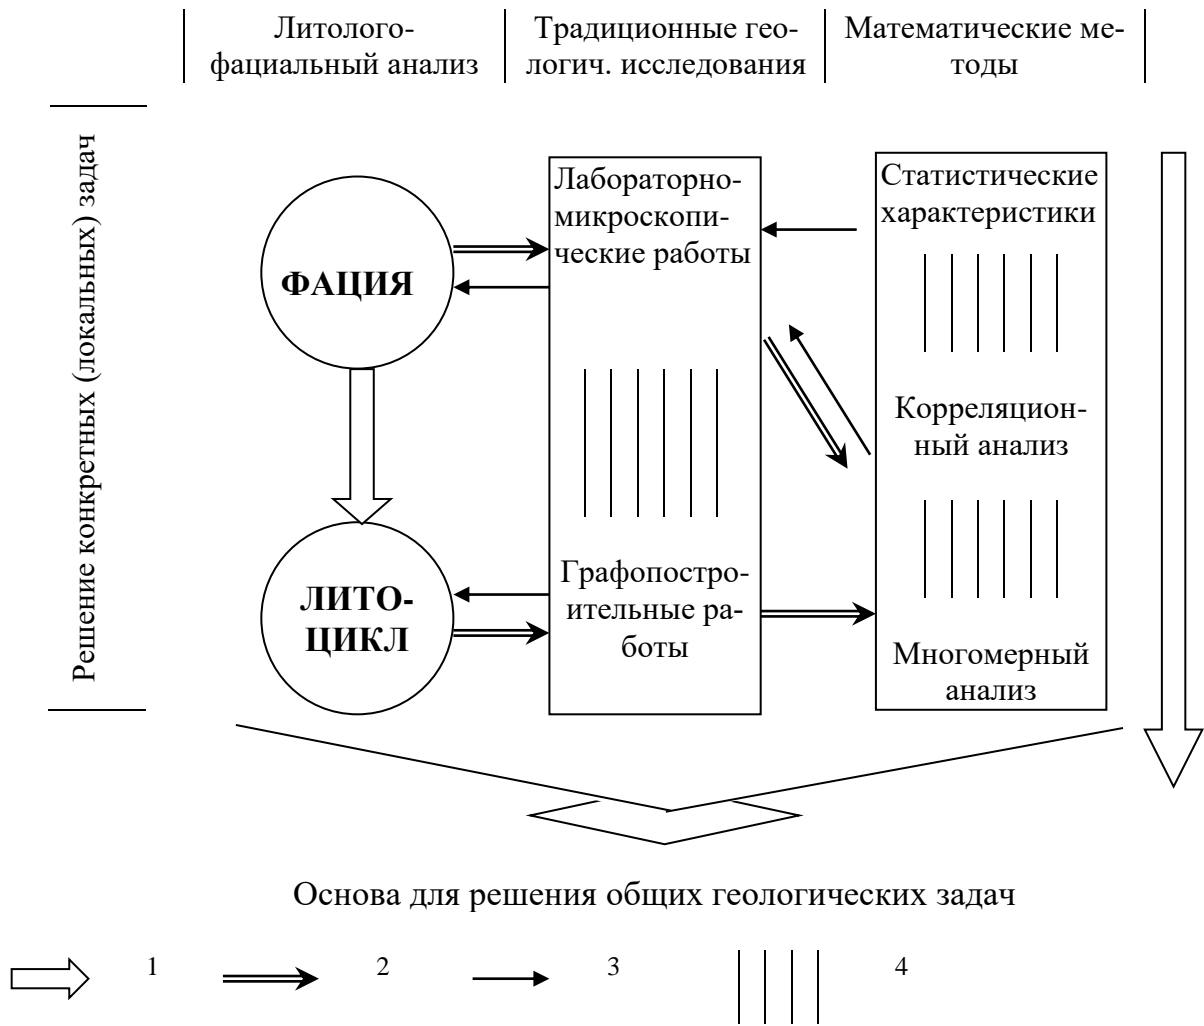 Литолого-
фациальный анализ
Традиционные гео-
логич. исследования
Математические ме-
тоды
Решение конкретных (локальных) задач
ФАЦИЯ
ЛИТО-
ЦИКЛ
Лабораторно-
микроскопи-
ческие работы
Графопостро-
ительные ра-
боты
Статистические
характеристики
Корреляцион-
ный анализ
Многомерный
анализ
Основа для решения общих геологических задач
1
2
3
4